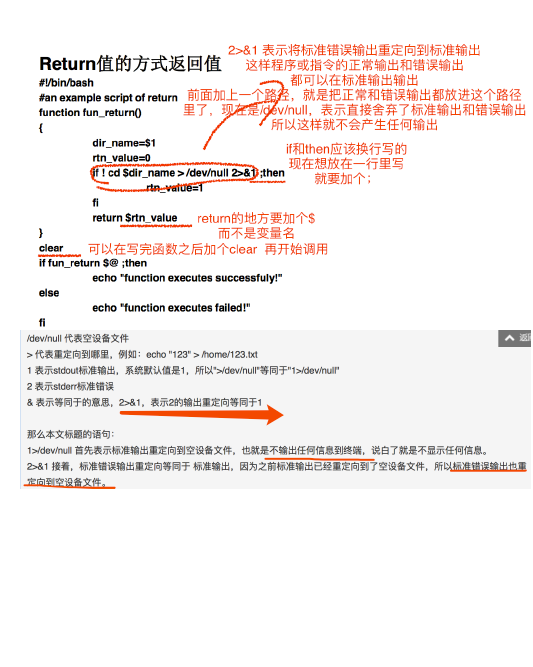 2>&1 表示将标准错误输出重定向到标准输出
这样程序或指令的正常输出和错误输出
都可以在标准输出输出
Return值的方式返回值
#!/bin/bash
前面加上一个路径，就是把正常和错误输出都放进这个路径
#an example script of return
里了，现在是/dev/null，表示直接舍弃了标准输出和错误输出
function fun_return()
所以这样就不会产生任何输出
{
dir_name=$1
if和then应该换行写的
rtn_value=0
现在想放在一行里写
if ! cd $dir_name > /dev/null 2>&1 ;then
就要加个；
rtn_value=1
fi
return $rtn_value
return的地方要加个$
而不是变量名
}
clear
可以在写完函数之后加个clear 再开始调用
if fun_return $@ ;then
echo "function executes successfuly!"
else
echo "function executes failed!"
fi
/dev/null 代表空设备文件
返回
> 代表重定向到哪里，例如：echo "123" > /home/123.txt
1 表示stdout标准输出，系统默认值是1，所以">/dev/null"等同于"1>/dev/null"
2 表示stderr标准错误
& 表示等同于的意思，2>&1，表示2的输出重定向等同于1
那么本文标题的语句：
1>/dev/null 首先表示标准输出重定向到空设备文件，也就是不输出任何信息到终端，说白了就是不显示任何信息。
2>&1 接着，标准错误输出重定向等同于 标准输出，因为之前标准输出已经重定向到了空设备文件，所以标准错误输出也重
定向到空设备文件。